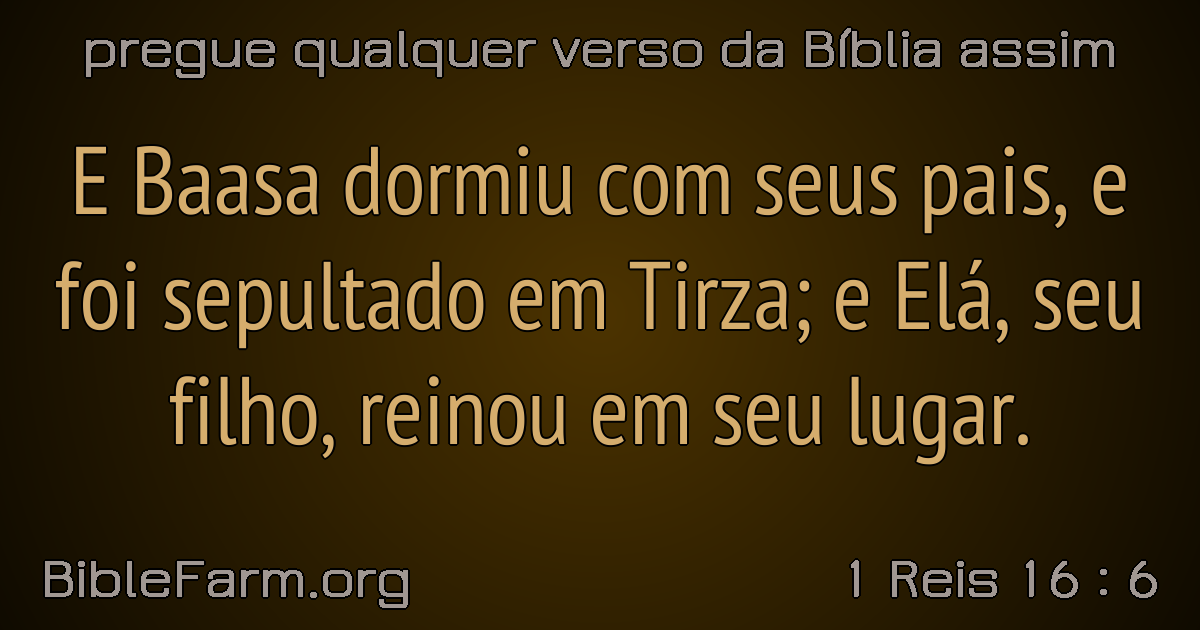 pregue qualquer verso da Bíblia assim
E Baasa dormiu com seus pais, e
foi sepultado em Tirza; e Elá, seu
filho, reinou em seu lugar.
BibleFarm.org
1 Reis 16 : 6